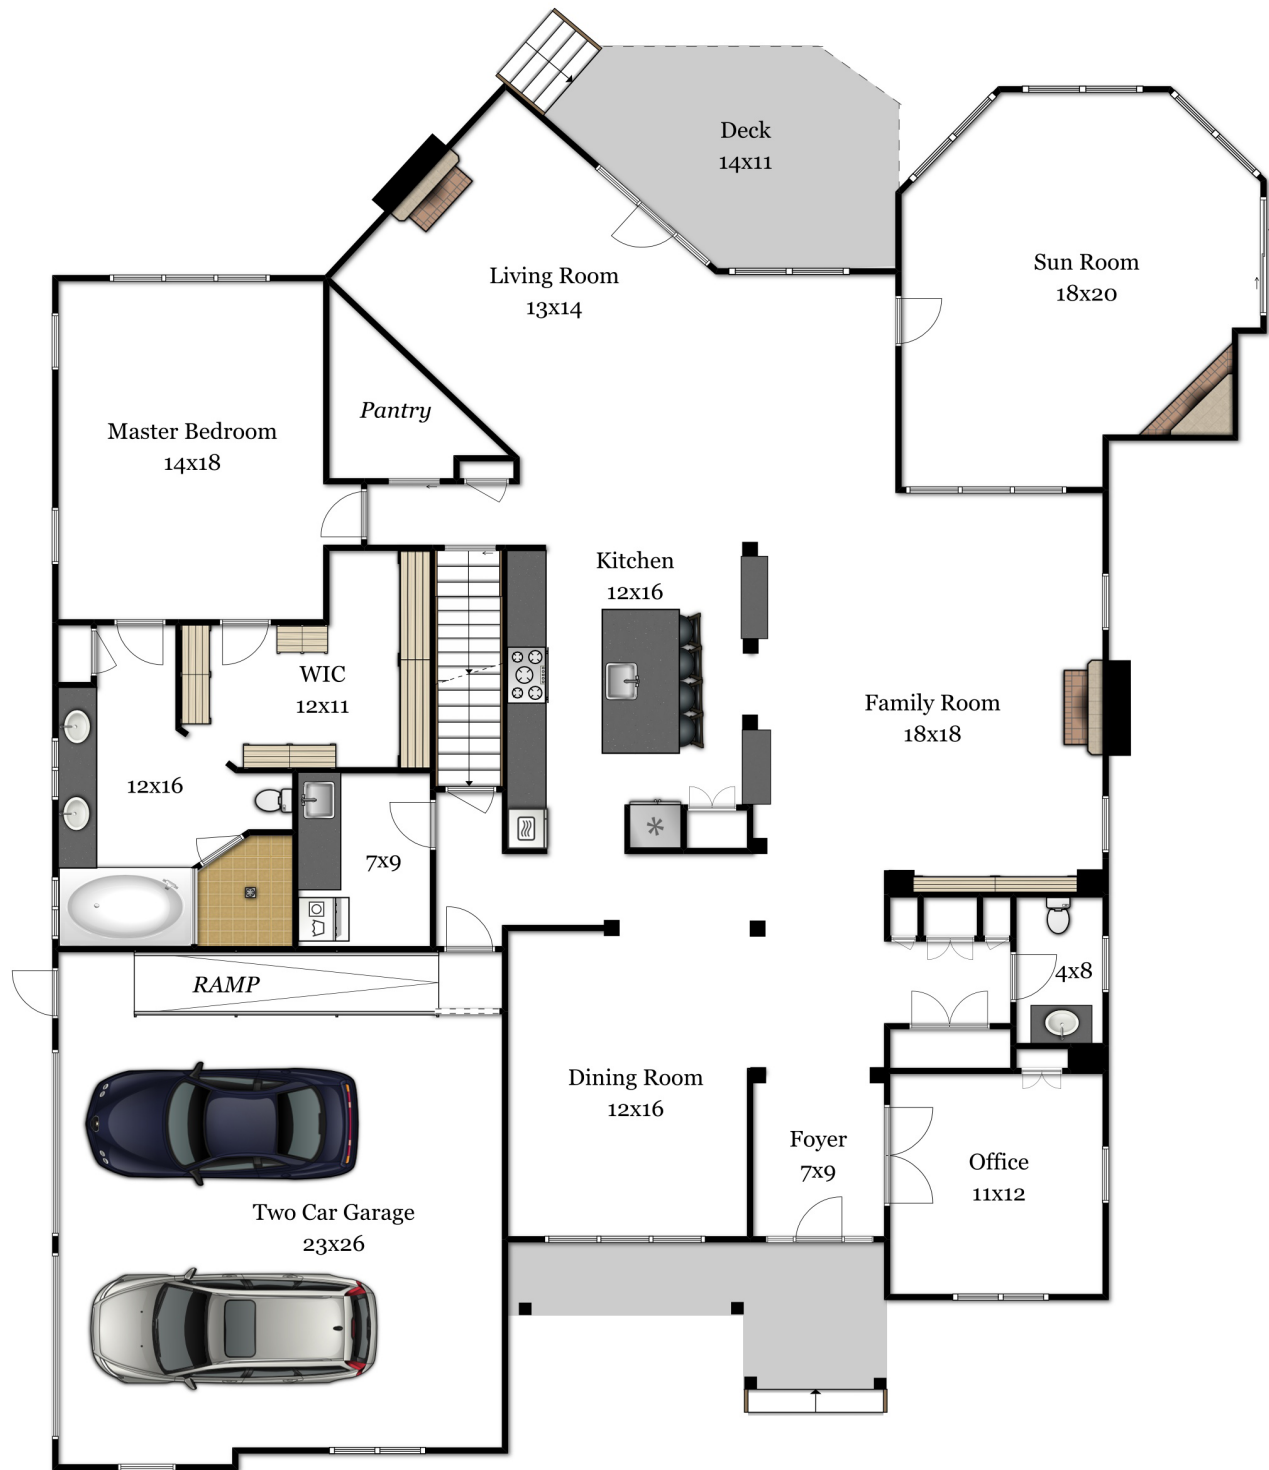 Deck
14x11
Living Room
13x14
Sun Room
18x20
Pantry
Master Bedroom
14x18
Kitchen
12x16
WIC
12x11
Family Room
18x18
12x16
7x9
4x8
RAMP
Dining Room
12x16
Foyer
7x9
Office
11x12
Two Car Garage
23x26